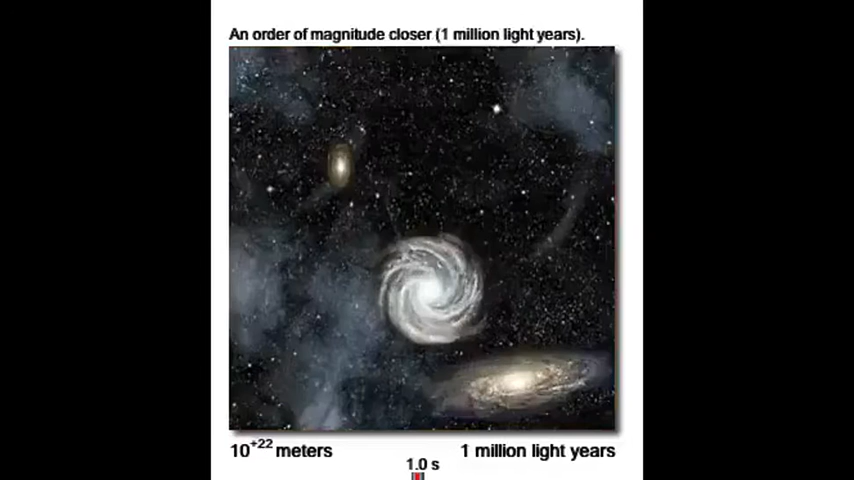 An order of magnitude closer (1 million light years).
10⁺²² meters
1 million light years
1.0 s